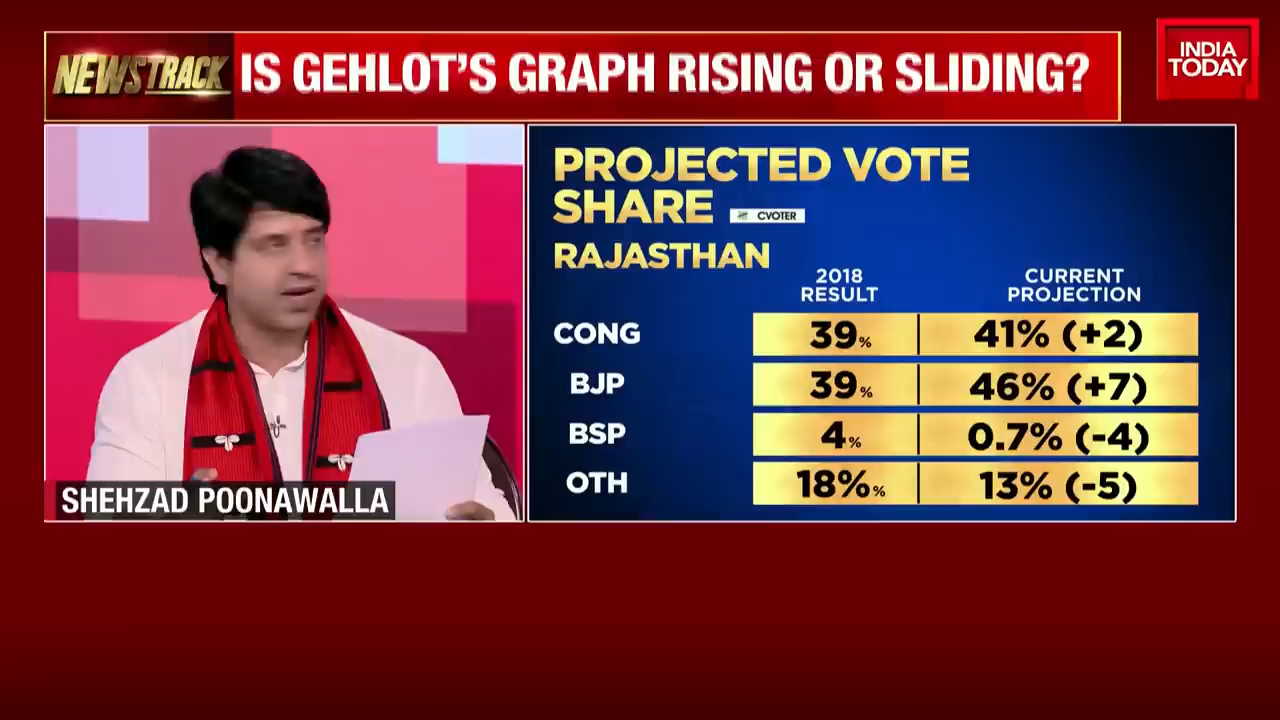 NEWSTRACK IS GEHLOT'S GRAPH RISING OR SLIDING?
INDIA
TODAY
PROJECTED VOTE
SHARE CVOTER
RAJASTHAN
2018
RESULT
CURRENT
PROJECTION
CONG 39% 41% (+2)
BJP 39% 46% (+7)
BSP 4% 0.7% (-4)
OTH 18%% 13% (-5)
SHEHZAD POONAWALLA